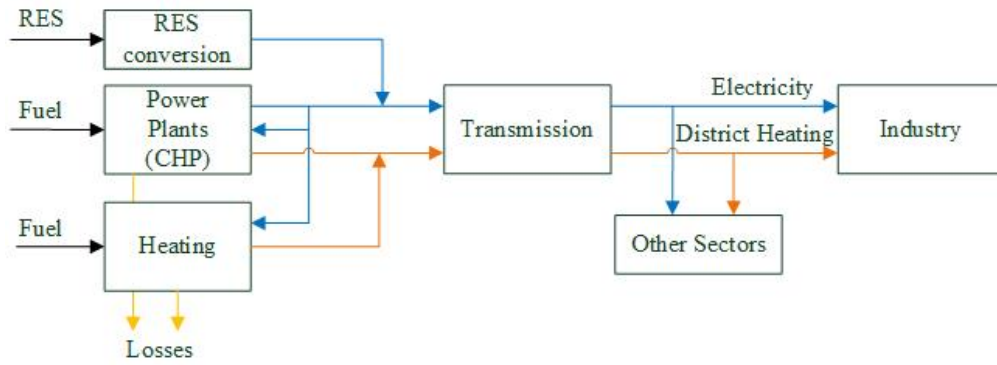 RES
RES
conversion
Fuel
Power
Plants
(CHP)
Transmission
Electricity
District Heating
Industry
Fuel
Heating
Other Sectors
Losses